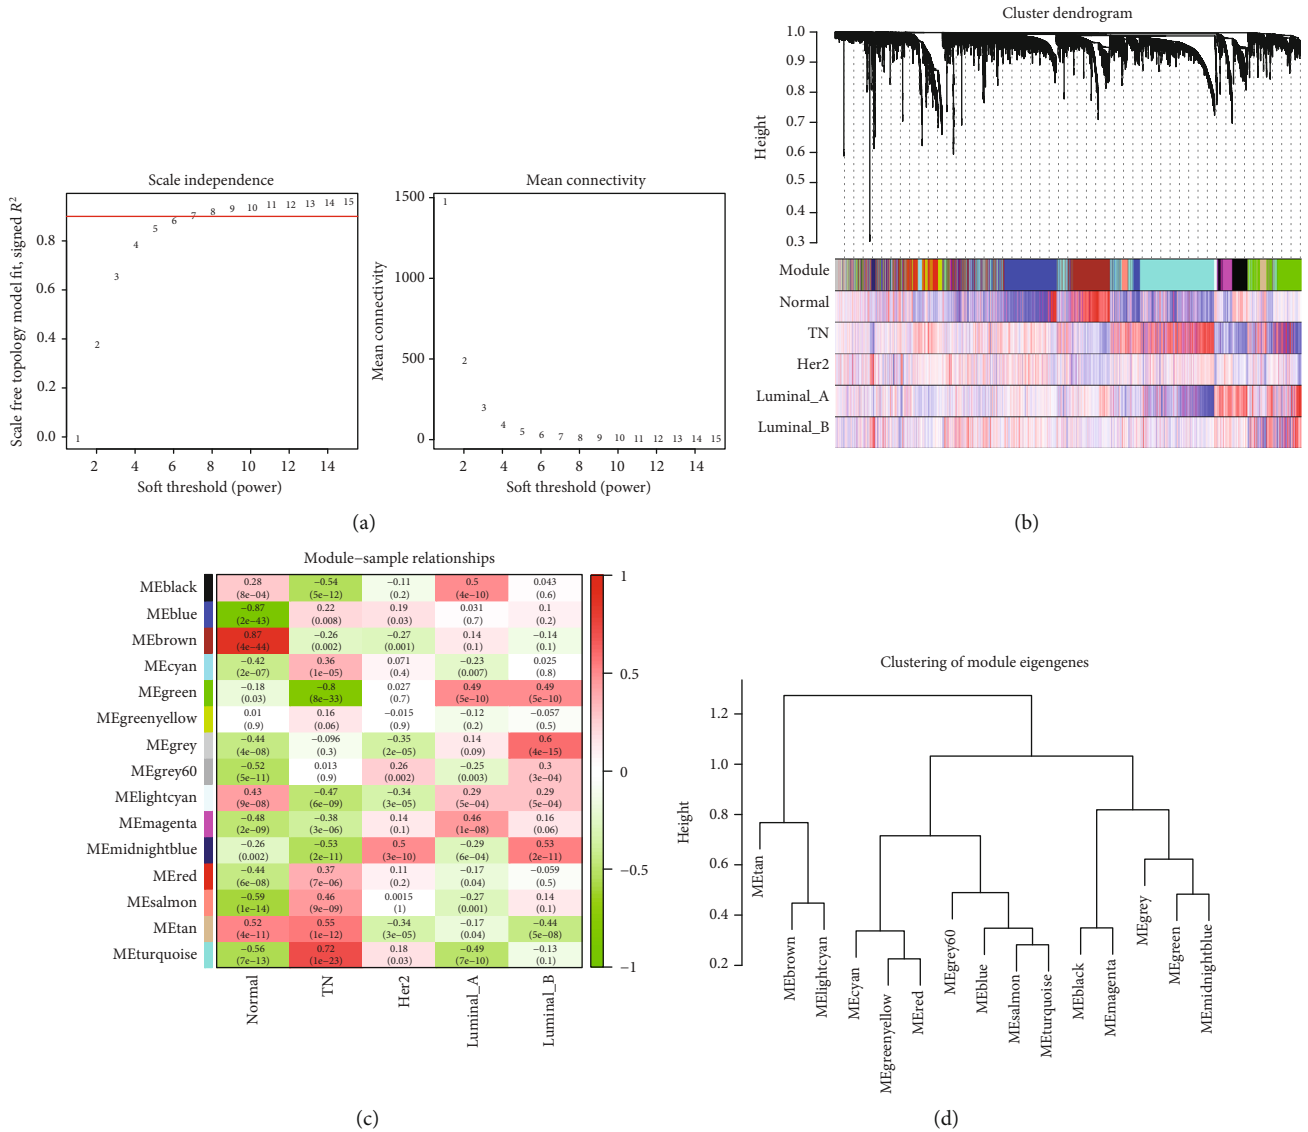 Scale independence
Scale free topology model fit, signed R²
0.8
0.6
0.4
0.2
0.0
1
2
3
4
5
6
7
8
9
10
11
12
13
14
15
2 4 6 8 10 12 14
Soft threshold (power)
Mean connectivity
Mean connectivity
1500
1000
500
0
1
2
3
4
5
6
7
8
9
10
11
12
13
14
15
2 4 6 8 10 12 14
Soft threshold (power)
(a)
Cluster dendrogram
Height
1.0
0.9
0.8
0.7
0.6
0.5
0.4
0.3
Module
Normal
TN
Her2
Luminal_A
Luminal_B
(b)
Module−sample relationships
MEblack 0.28 −0.54 −0.11 0.5 0.043
(8e−04) (5e−12) (0.2) (4e−10) (0.6)
MEblue −0.87 0.22 0.19 0.031 0.1
(2e−43) (0.008) (0.03) (0.7) (0.2)
MEbrown 0.87 −0.26 −0.27 0.14 −0.14
(4e−44) (0.002) (0.001) (0.1) (0.1)
MEcyan −0.42 0.36 0.071 −0.23 0.025
(2e−07) (1e−05) (0.4) (0.007) (0.8)
MEgreen −0.18 −0.8 0.027 0.49 0.49
(0.03) (8e−33) (0.7) (5e−10) (5e−10)
MEgreenyellow 0.01 0.16 −0.015 −0.12 −0.057
(0.9) (0.06) (0.9) (0.2) (0.5)
MEgrey −0.44 −0.096 −0.35 0.14 0.6
(4e−08) (0.3) (2e−05) (0.09) (4e−15)
MEgrey60 −0.52 0.013 0.26 −0.25 0.3
(5e−11) (0.9) (0.002) (0.003) (3e−04)
MElightcyan 0.43 −0.47 −0.34 0.29 0.29
(9e−08) (6e−09) (3e−05) (5e−04) (5e−04)
MEmagenta −0.48 −0.38 0.14 0.46 0.16
(2e−09) (3e−06) (0.1) (1e−08) (0.06)
MEmidnightblue −0.26 −0.53 0.5 −0.29 0.53
(0.002) (2e−11) (3e−10) (6e−04) (2e−11)
MEred −0.44 0.37 0.11 −0.17 −0.059
(6e−08) (7e−06) (0.2) (0.04) (0.5)
MEsalmon −0.59 0.46 0.0015 −0.27 0.14
(1e−14) (9e−09) (1) (0.001) (0.1)
MEtan 0.52 0.55 −0.34 −0.17 −0.44
(4e−11) (1e−12) (3e−05) (0.04) (5e−08)
MEturquoise −0.56 0.72 0.18 −0.49 −0.13
(7e−13) (1e−23) (0.03) (7e−10) (0.1)
Normal
TN
Her2
Luminal_A
Luminal_B
1
0.5
0
−0.5
−1
(c)
Clustering of module eigengenes
Height
1.2
1.0
0.8
0.6
0.4
0.2
MEtan
MEbrown
MElightcyan
MEcyan
MEgreenyellow
MEred
MEgrey60
MEblue
MEsalmon
MEturquoise
MEblack
MEmagenta
MEgrey
MEgreen
MEmidnightblue
(d)